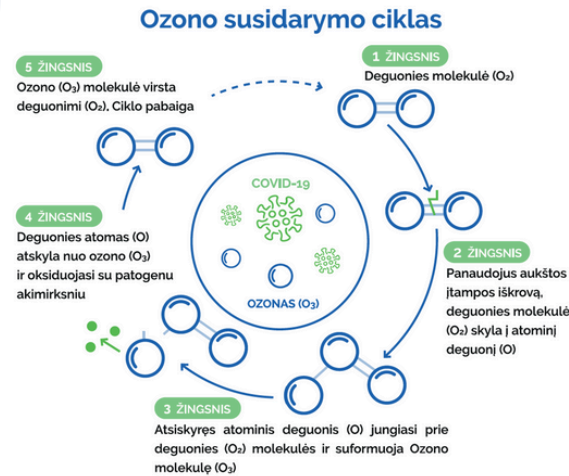 Ozono susidarymo ciklas
1 ŽINGSNIS
Deguonies molekulė (O₂)
2 ŽINGSNIS
Panaudojus aukštos
įtampos iškrovą,
deguonies molekulė
(O₂) skyla į atominį
deguonį (O)
3 ŽINGSNIS
Atsiskyręs atominis deguonis (O) jungiasi prie
deguonies (O₂) molekulės ir suformuoja Ozono
molekulę (O₃)
4 ŽINGSNIS
Deguonies atomas (O)
atskyla nuo ozono (O₃)
ir oksiduojasi su patogenu
akimirksniu
5 ŽINGSNIS
Ozono (O₃) molekulė virsta
deguonimi (O₂). Ciklo pabaiga
COVID-19
OZONAS (O₃)